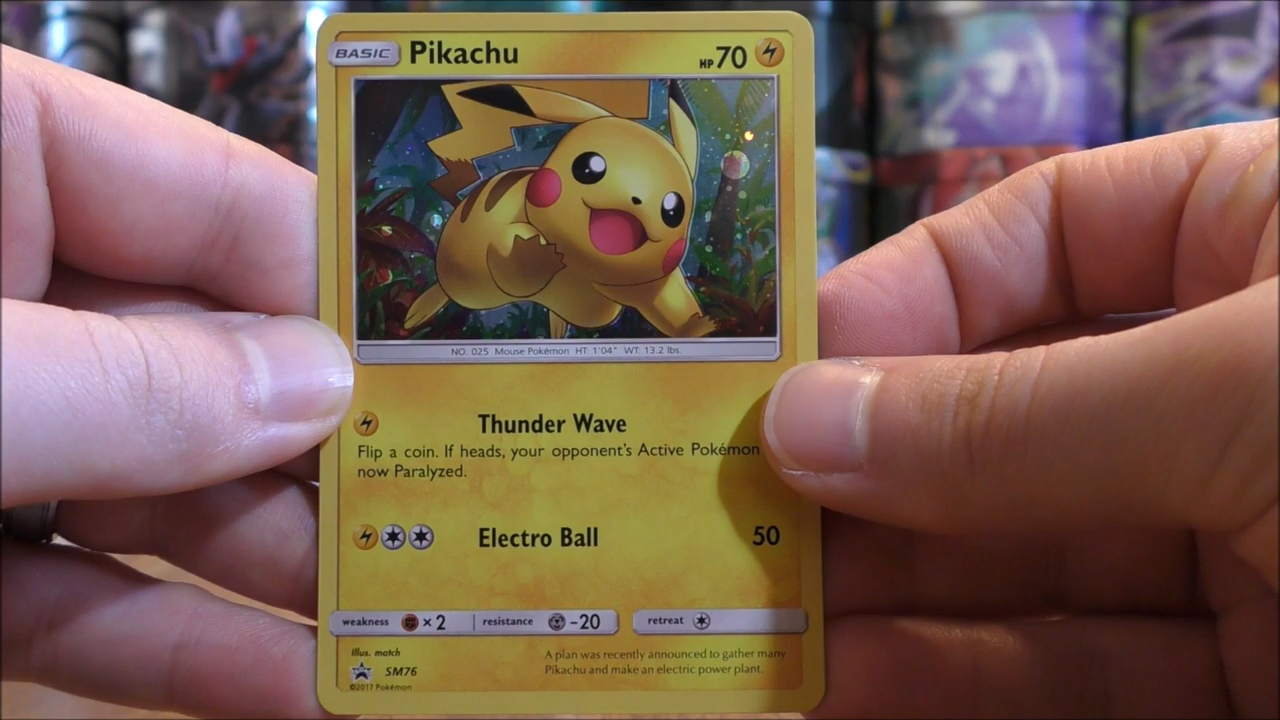 BASIC Pikachu HP 70
NO. 025 Mouse Pokémon HT: 1'04" WT: 13.2 lbs.
Thunder Wave
Flip a coin. If heads, your opponent's Active Pokémon
now Paralyzed.
Electro Ball 50
weakness ×2 resistance -20 retreat
Illus. match
SM76
©2017 Pokémon
A plan was recently announced to gather many
Pikachu and make an electric power plant.